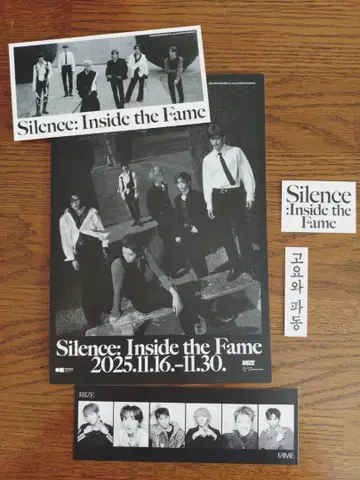 Silence: Inside the Fame
Silence: Inside the Fame
2025.11.16.-11.30.
RIIZE
Silence
:Inside the
Fame
고요와 파동
RIIZE
FAME